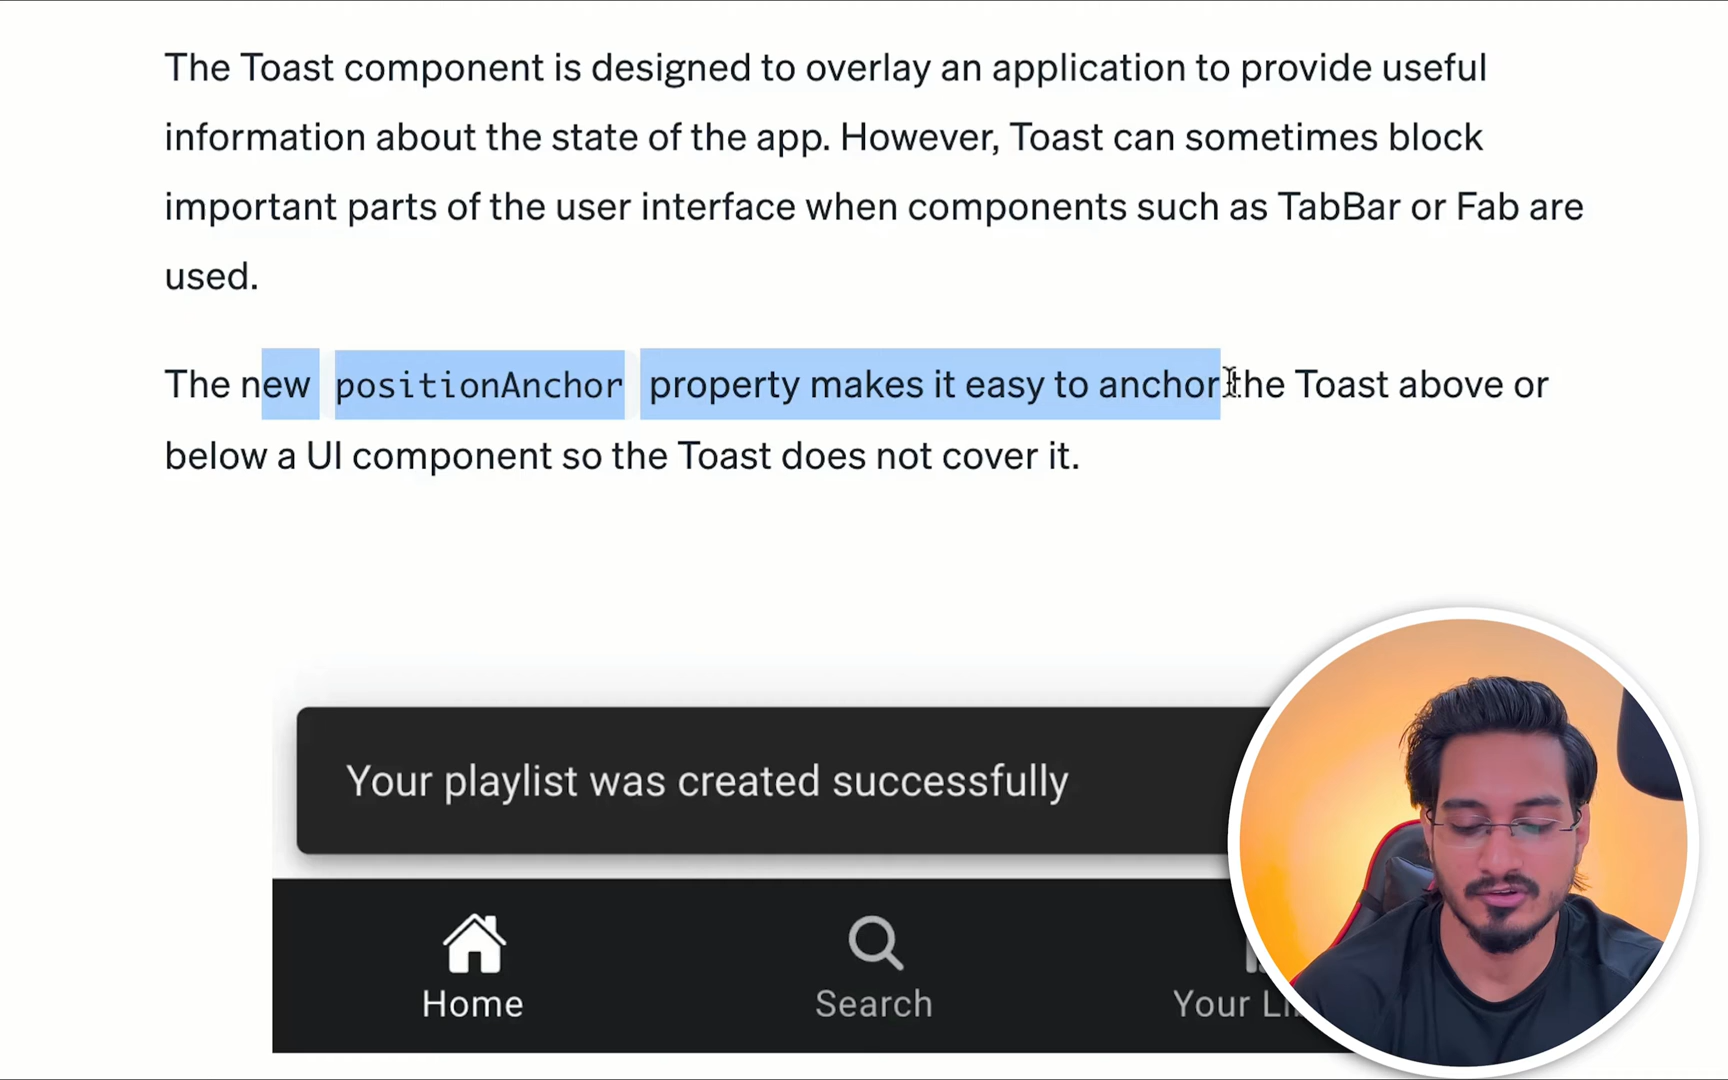 The Toast component is designed to overlay an application to provide useful
information about the state of the app. However, Toast can sometimes block
important parts of the user interface when components such as TabBar or Fab are
used.
The new positionAnchor property makes it easy to anchor the Toast above or
below a UI component so the Toast does not cover it.
Your playlist was created successfully
Home Search Your